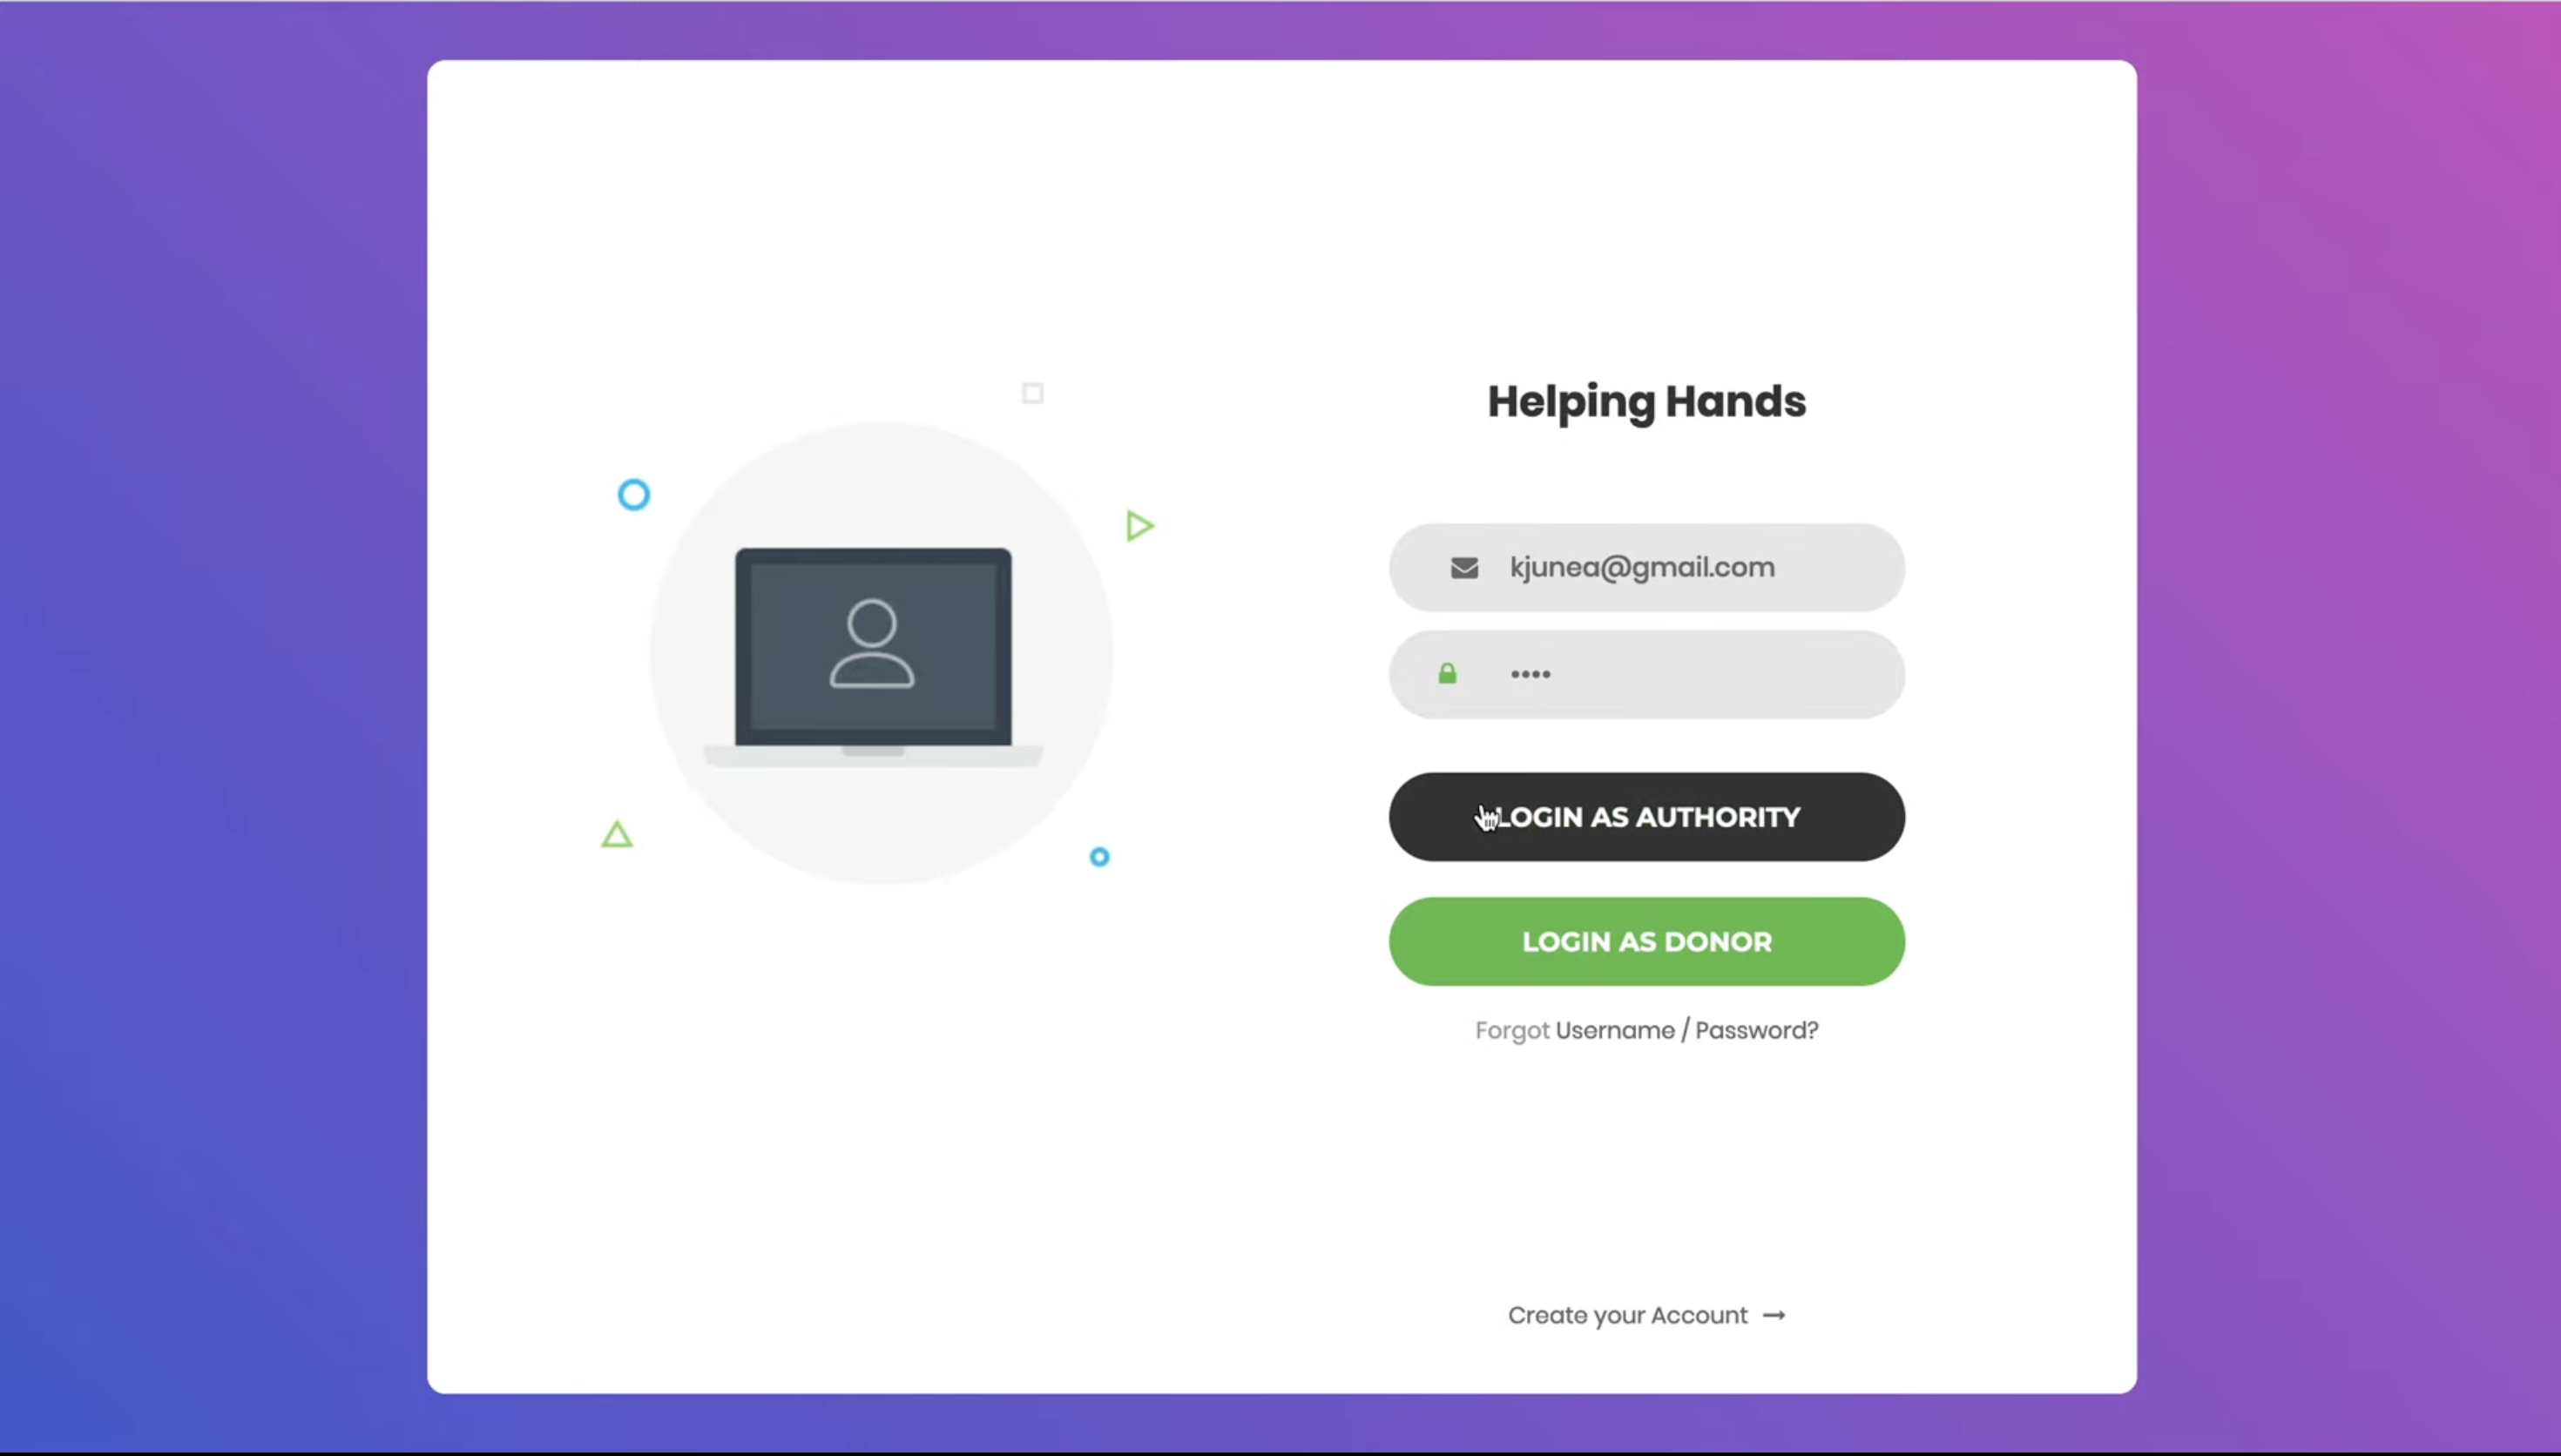 Helping Hands
kjunea@gmail.com
••••
LOGIN AS AUTHORITY
LOGIN AS DONOR
Forgot Username / Password?
Create your Account →